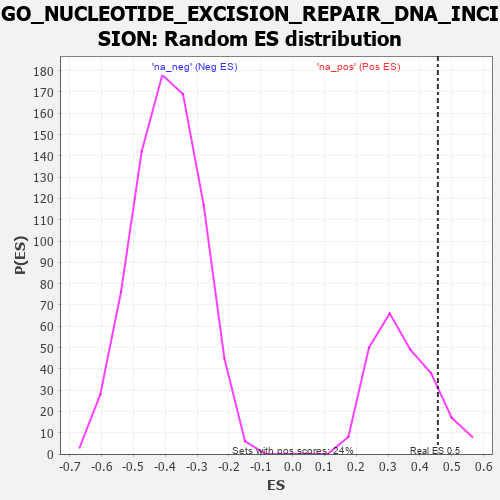 GO_NUCLEOTIDE_EXCISION_REPAIR_DNA_INCI
SION: Random ES distribution
'na_neg' (Neg ES) 'na_pos' (Pos ES)
P(ES)
180
170
160
150
140
130
120
110
100
90
80
70
60
50
40
30
20
10
0
Sets with pos scores: 24% Real ES 0.5
-0.7 -0.6 -0.5 -0.4 -0.3 -0.2 -0.1 0.0 0.1 0.2 0.3 0.4 0.5 0.6
ES